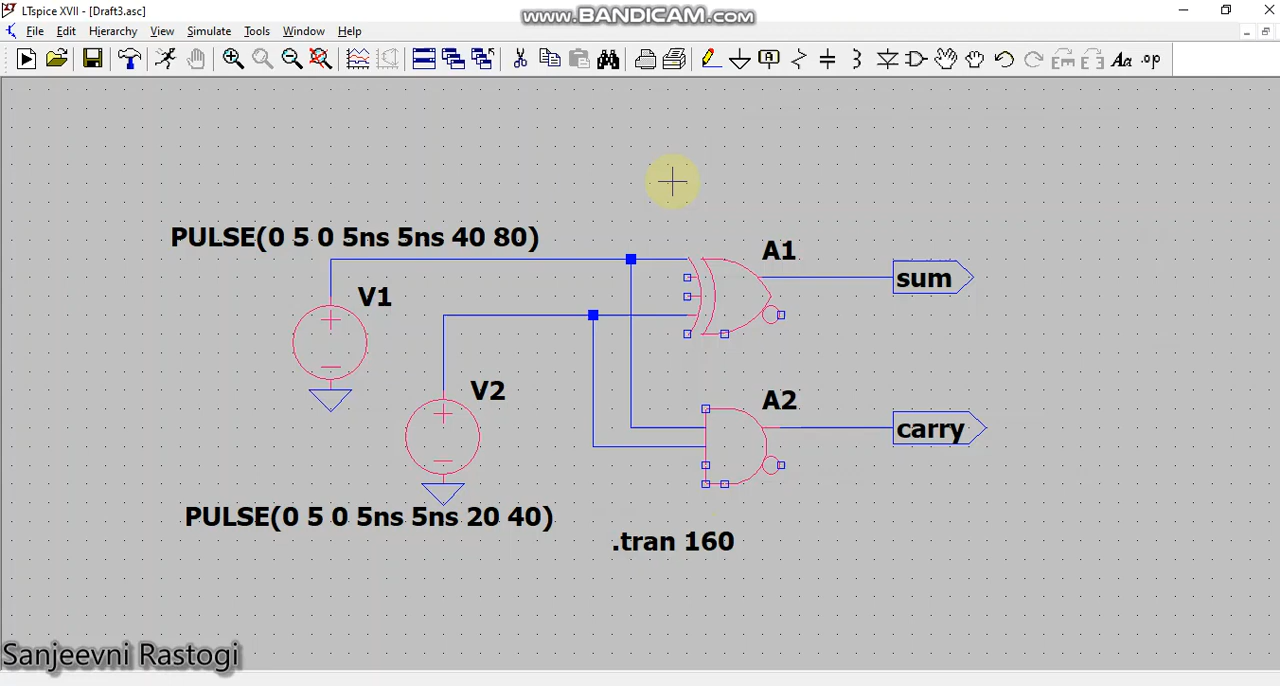 LTspice XVII - [Draft3.asc]
www.BANDICAM.com
File Edit Hierarchy View Simulate Tools Window Help
Aa .op
PULSE(0 5 0 5ns 5ns 40 80)
A1
sum
V1
V2
A2
carry
PULSE(0 5 0 5ns 5ns 20 40)
.tran 160
Sanjeevni Rastogi